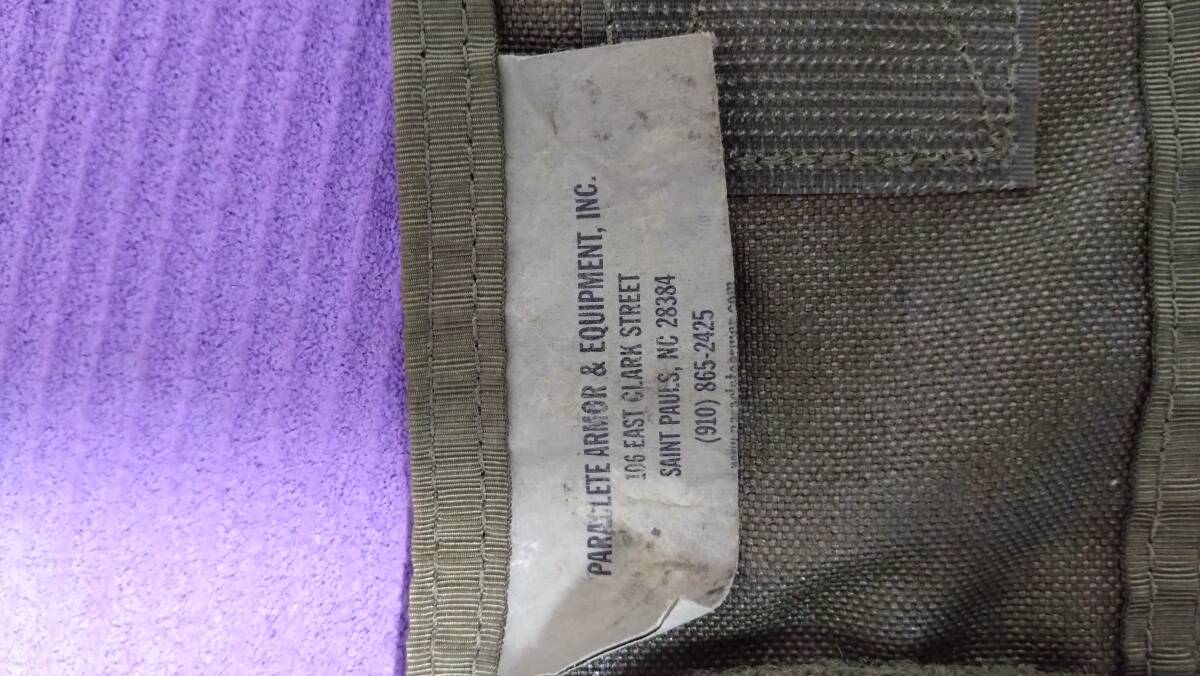 PARACLETE ARMOR & EQUIPMENT, INC.
106 EAST CLARK STREET
SAINT PAULS, NC 28384
(910) 865-2425